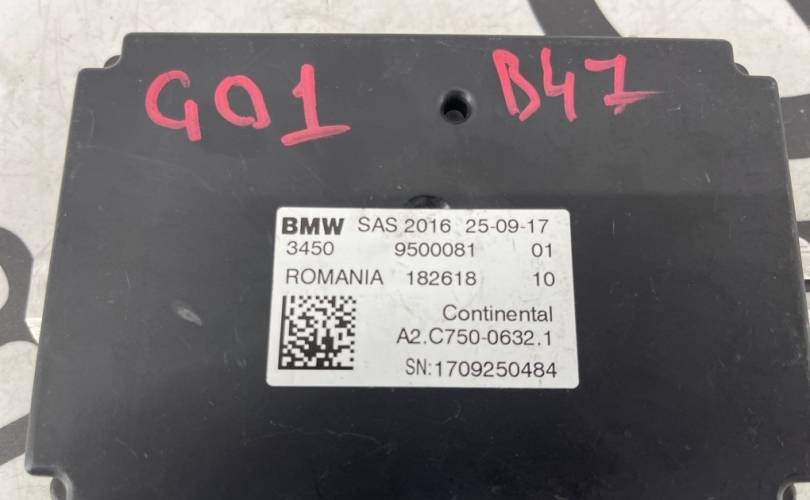 G01 B47
BMW SAS 2016 25-09-17
3450 9500081 01
ROMANIA 182618 10
Continental
A2.C750-0632.1
SN:1709250484